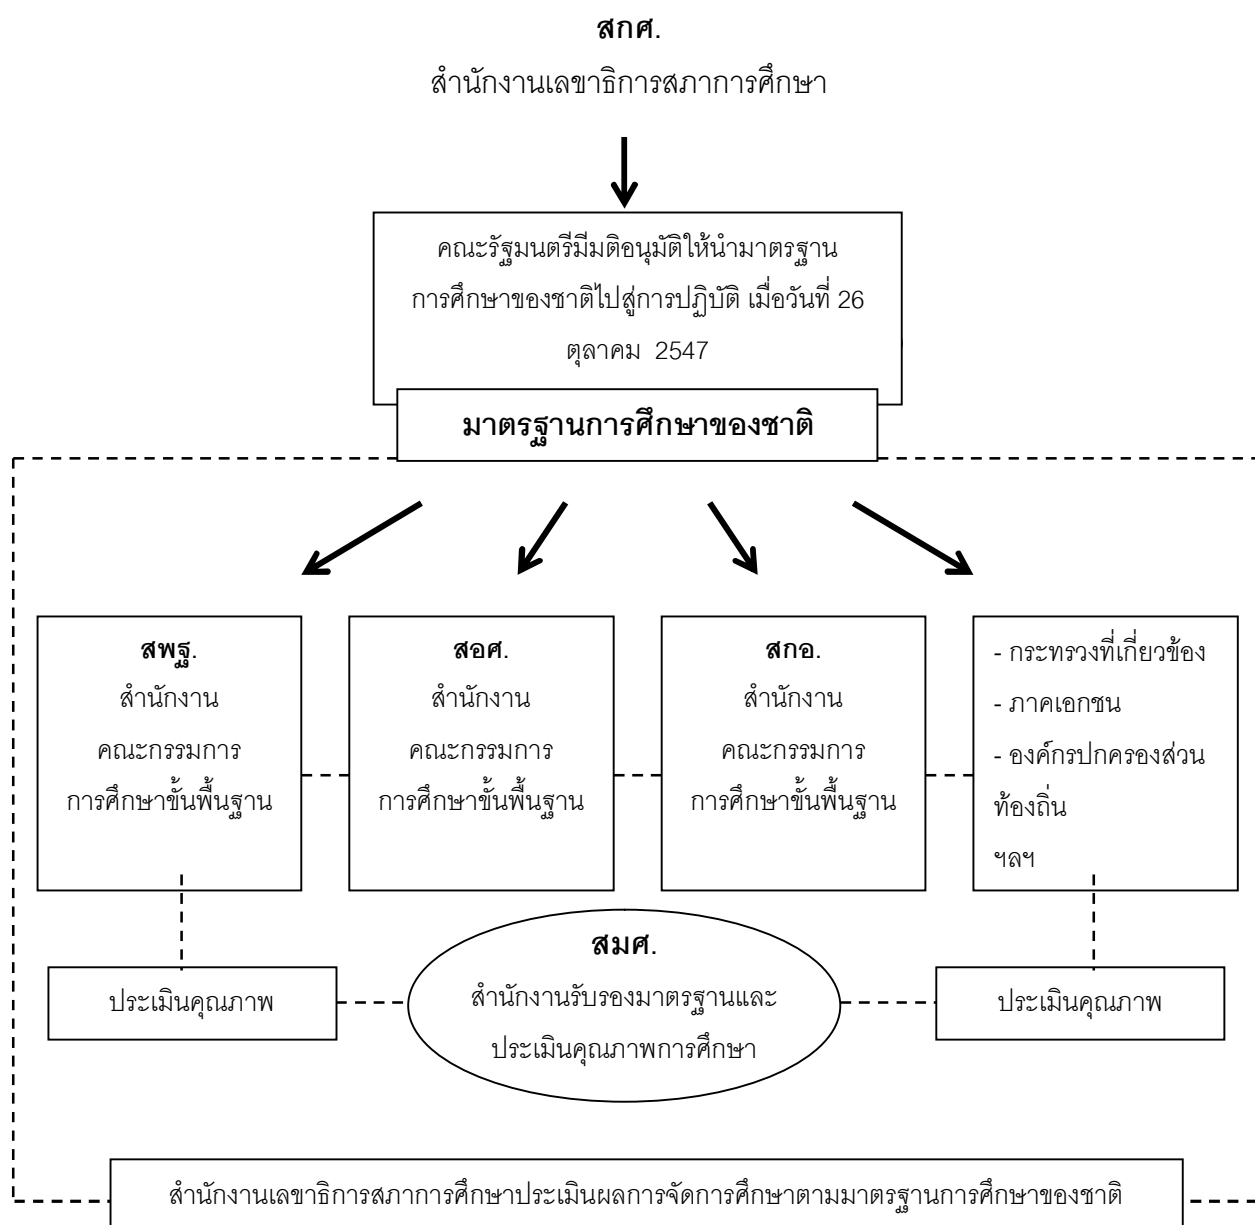 สกศ.
สำนักงานเลขาธิการสภาการศึกษา
คณะรัฐมนตรีมีมติอนุมัติให้นำมาตรฐาน
การศึกษาของชาติไปสู่การปฏิบัติ เมื่อวันที่ 26
ตุลาคม 2547
มาตรฐานการศึกษาของชาติ
สพฐ.
สำนักงาน
คณะกรรมการ
การศึกษาขั้นพื้นฐาน
สอศ.
สำนักงาน
คณะกรรมการ
การศึกษาขั้นพื้นฐาน
สกอ.
สำนักงาน
คณะกรรมการ
การศึกษาขั้นพื้นฐาน
- กระทรวงที่เกี่ยวข้อง
- ภาคเอกชน
- องค์กรปกครองส่วน
ท้องถิ่น
ฯลฯ
ประเมินคุณภาพ
สมศ.
สำนักงานรับรองมาตรฐานและ
ประเมินคุณภาพการศึกษา
ประเมินคุณภาพ
สำนักงานเลขาธิการสภาการศึกษาประเมินผลการจัดการศึกษาตามมาตรฐานการศึกษาของชาติ